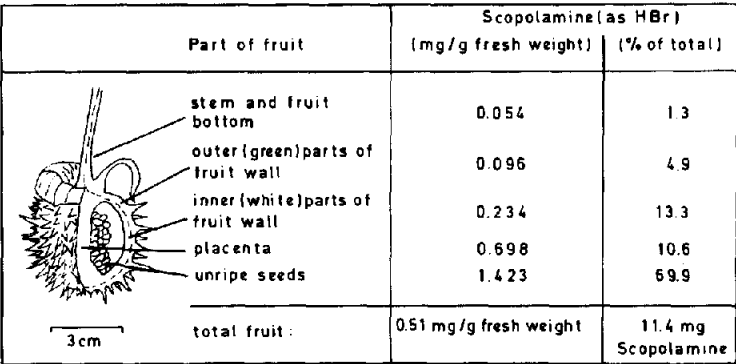 Scopolamine (as HBr)
Part of fruit (mg/g fresh weight) (% of total)
stem and fruit
bottom 0.054 1.3
outer (green) parts of
fruit wall 0.096 4.9
inner (white) parts of
fruit wall 0.234 13.3
placenta 0.698 10.6
unripe seeds 1.423 69.9
total fruit: 0.51 mg/g fresh weight 11.4 mg
Scopolamine
3cm